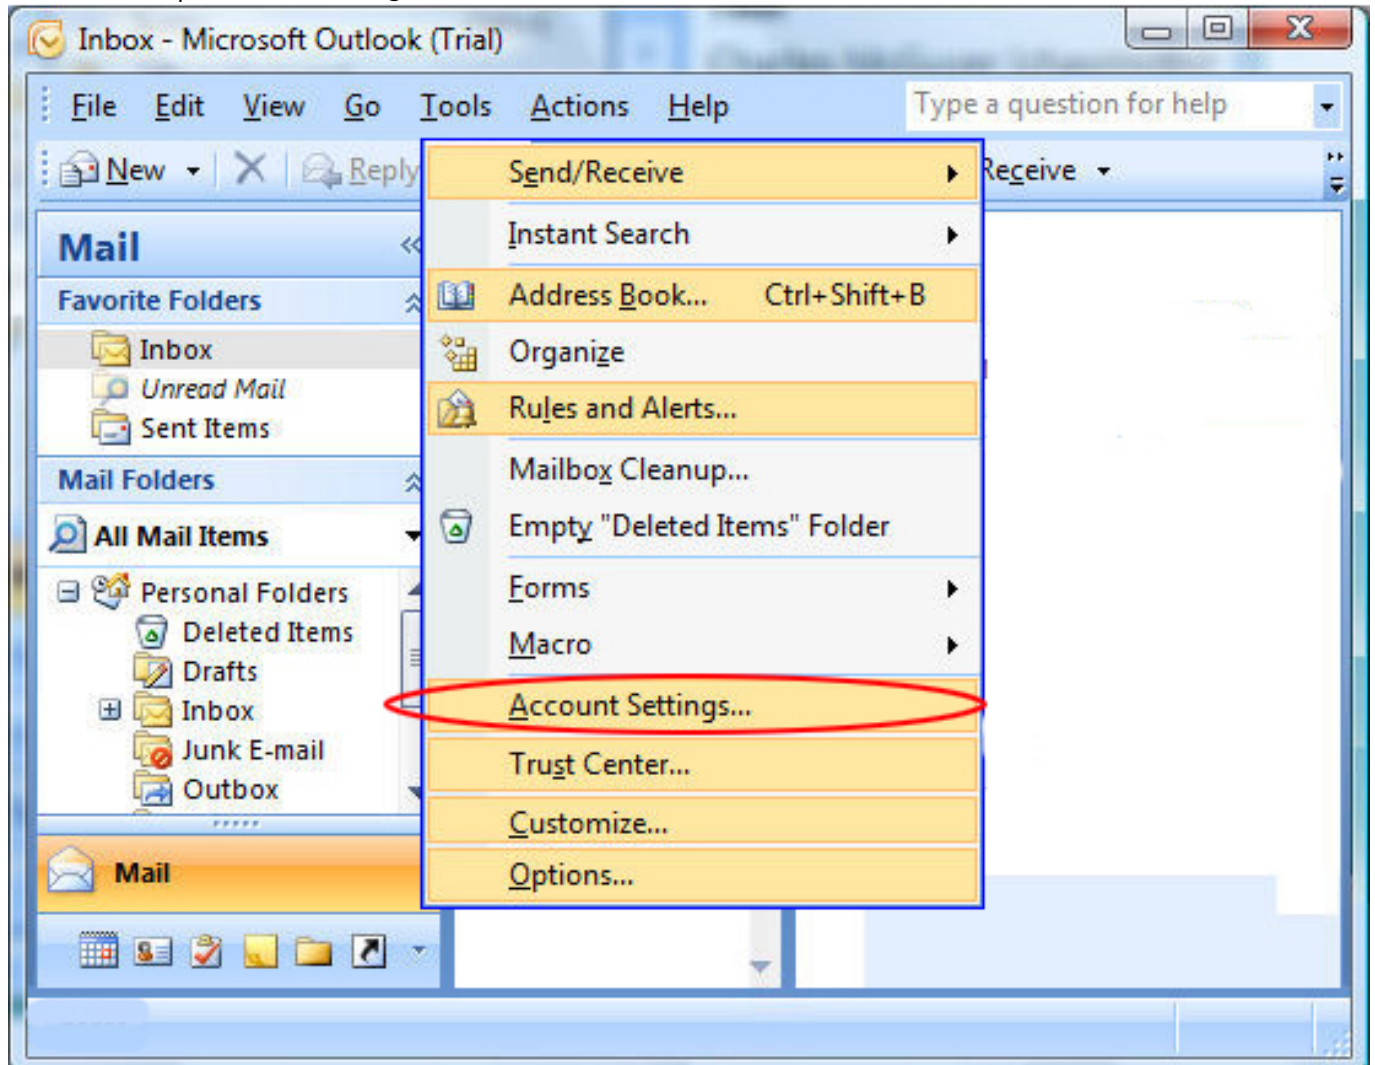 Inbox - Microsoft Outlook (Trial)
File Edit View Go Tools Actions Help Type a question for help
New Reply Receive
Mail
Favorite Folders
Inbox
Unread Mail
Sent Items
Mail Folders
All Mail Items
Personal Folders
Deleted Items
Drafts
Inbox
Junk E-mail
Outbox
Mail
Send/Receive
Instant Search
Address Book... Ctrl+Shift+B
Organize
Rules and Alerts...
Mailbox Cleanup...
Empty "Deleted Items" Folder
Forms
Macro
Account Settings...
Trust Center...
Customize...
Options...